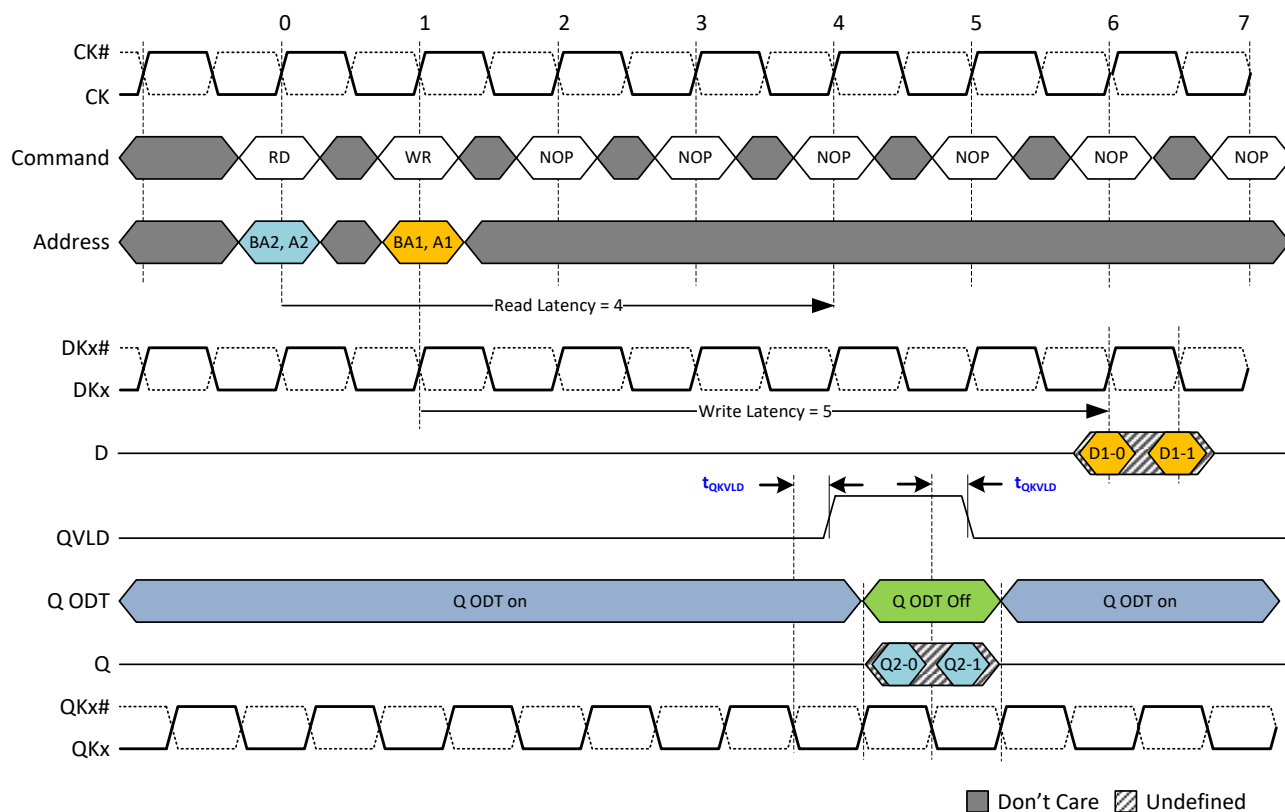 0 1 2 3 4 5 6 7
CK#
CK
Command RD WR NOP NOP NOP NOP NOP NOP
Address BA2, A2 BA1, A1
Read Latency = 4
DKx#
DKx
Write Latency = 5
D D1-0 D1-1
tQKVLD tQKVLD
QVLD
Q ODT Q ODT on Q ODT Off Q ODT on
Q Q2-0 Q2-1
QKx#
QKx
Don't Care Undefined